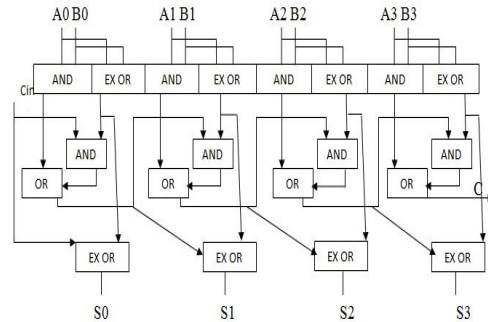 A0 B0 A1 B1 A2 B2 A3 B3
AND EX OR AND EX OR AND EX OR AND EX OR
Cin
AND AND AND AND
OR OR OR OR
C
EX OR EX OR EX OR EX OR
S0 S1 S2 S3